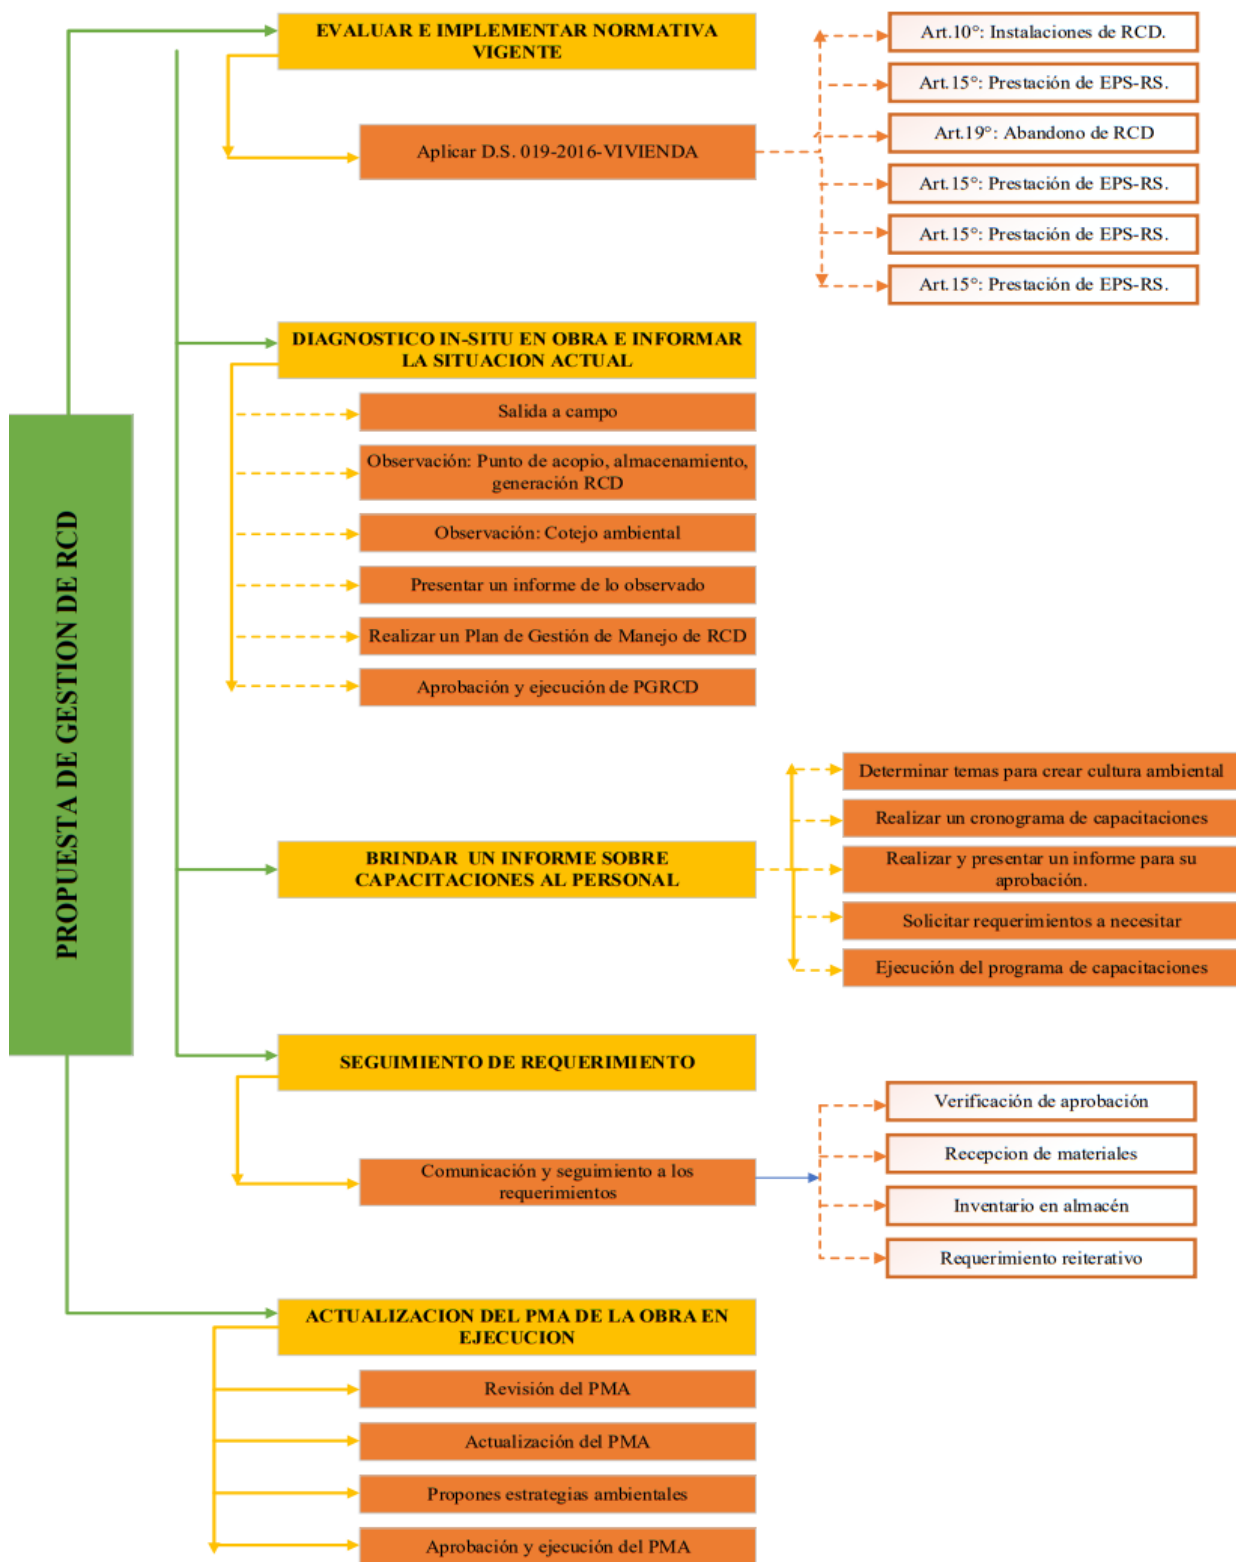 PROPUESTA DE GESTION DE RCD
EVALUAR E IMPLEMENTAR NORMATIVA
VIGENTE
Aplicar D.S. 019-2016-VIVIENDA
Art.10°: Instalaciones de RCD.
Art.15°: Prestación de EPS-RS.
Art.19°: Abandono de RCD
Art.15°: Prestación de EPS-RS.
Art.15°: Prestación de EPS-RS.
Art.15°: Prestación de EPS-RS.
DIAGNOSTICO IN-SITU EN OBRA E INFORMAR
LA SITUACION ACTUAL
Salida a campo
Observación: Punto de acopio, almacenamiento,
generación RCD
Observación: Cotejo ambiental
Presentar un informe de lo observado
Realizar un Plan de Gestión de Manejo de RCD
Aprobación y ejecución de PGRCD
BRINDAR UN INFORME SOBRE
CAPACITACIONES AL PERSONAL
Determinar temas para crear cultura ambiental
Realizar un cronograma de capacitaciones
Realizar y presentar un informe para su
aprobación.
Solicitar requerimientos a necesitar
Ejecución del programa de capacitaciones
SEGUIMIENTO DE REQUERIMIENTO
Comunicación y seguimiento a los
requerimientos
Verificación de aprobación
Recepcion de materiales
Inventario en almacén
Requerimiento reiterativo
ACTUALIZACION DEL PMA DE LA OBRA EN
EJECUCION
Revisión del PMA
Actualización del PMA
Propones estrategias ambientales
Aprobación y ejecución del PMA